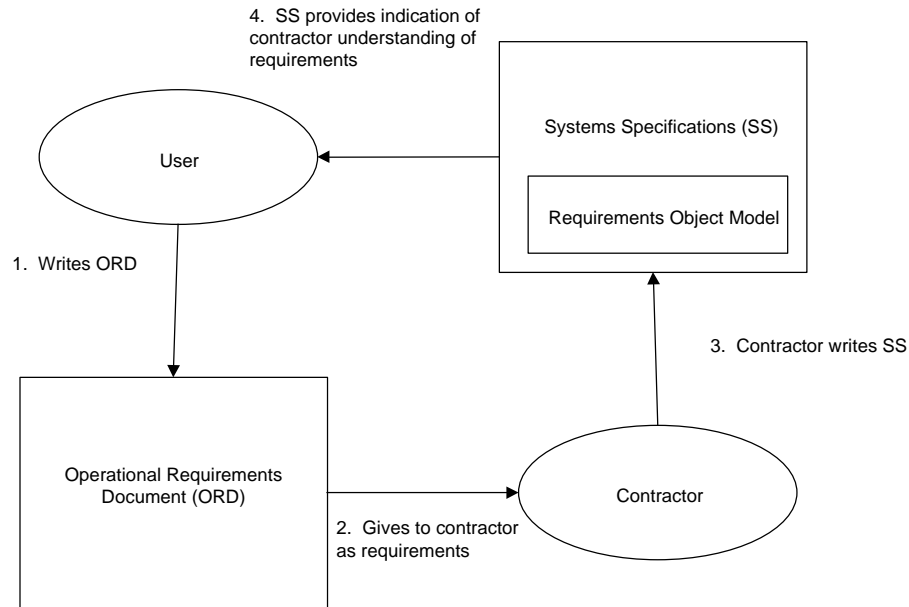 4. SS provides indication of
contractor understanding of
requirements
Systems Specifications (SS)
User
Requirements Object Model
1. Writes ORD
3. Contractor writes SS
Operational Requirements
Document (ORD)
Contractor
2. Gives to contractor
as requirements